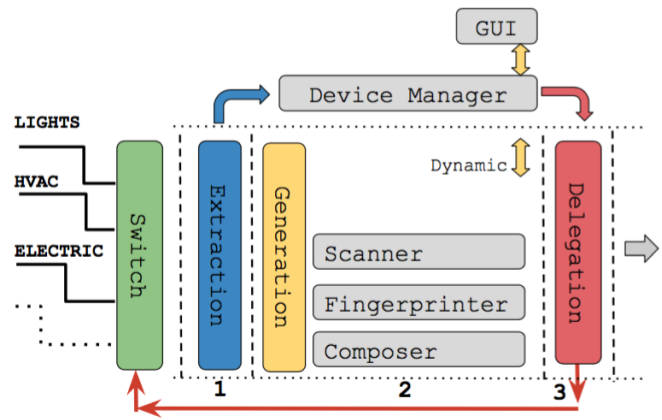 GUI
Device Manager
LIGHTS
HVAC
ELECTRIC
Switch
Extraction
Generation
Dynamic
Scanner
Fingerprinter
Composer
Delegation
1
2
3